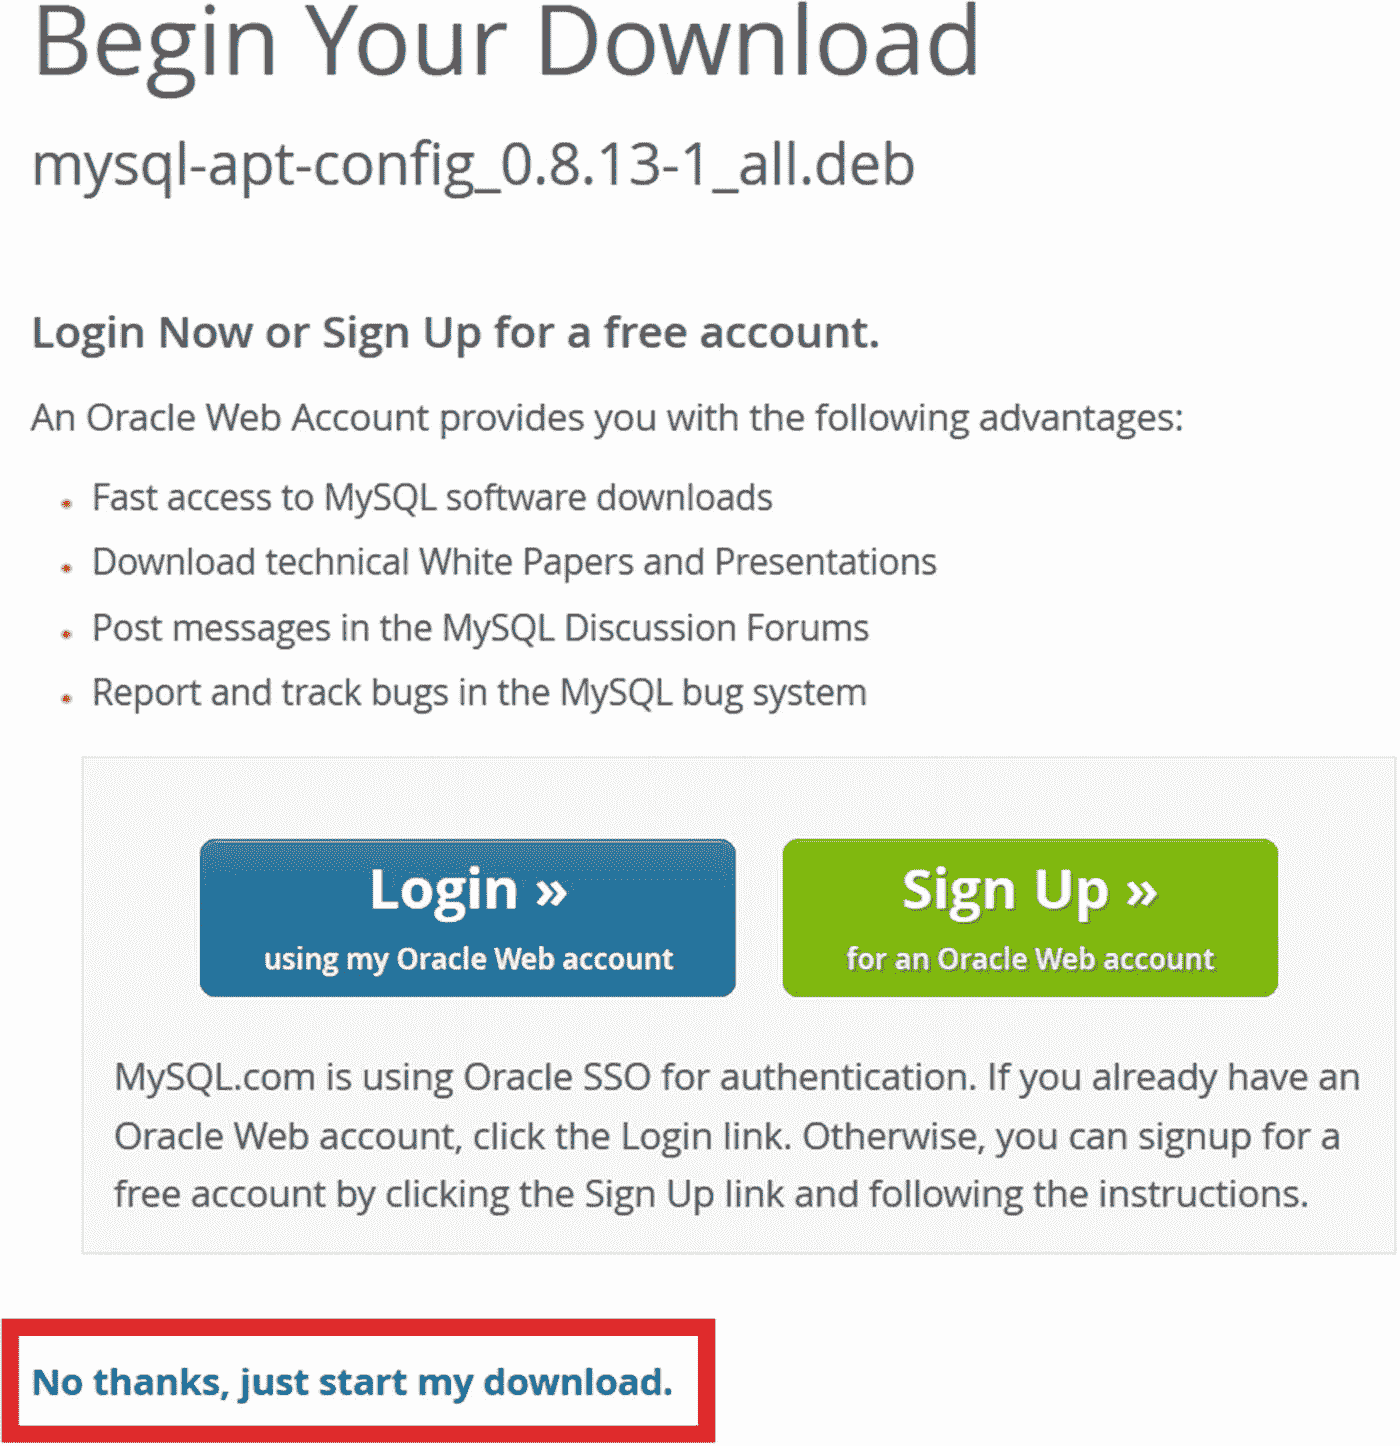 Begin Your Download
mysql-apt-config_0.8.13-1_all.deb
Login Now or Sign Up for a free account.
An Oracle Web Account provides you with the following advantages:
• Fast access to MySQL software downloads
• Download technical White Papers and Presentations
• Post messages in the MySQL Discussion Forums
• Report and track bugs in the MySQL bug system
Login »
using my Oracle Web account
Sign Up »
for an Oracle Web account
MySQL.com is using Oracle SSO for authentication. If you already have an
Oracle Web account, click the Login link. Otherwise, you can signup for a
free account by clicking the Sign Up link and following the instructions.
No thanks, just start my download.